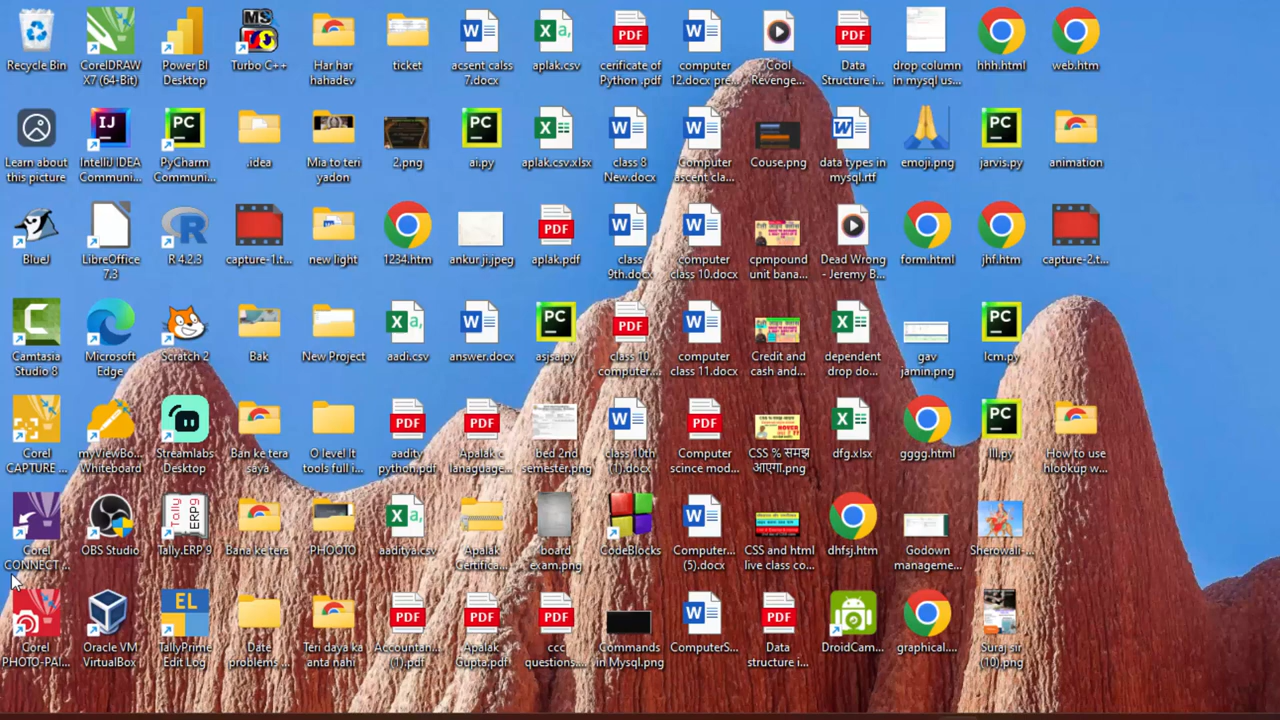 Recycle Bin
CorelDRAW
X7 (64-Bit)
Power BI
Desktop
Turbo C++
Har har
hahadev
ticket
acsent calss
7.docx
aplak.csv
cerificate of
Python .pdf
computer
12.docx pre...
Cool
Revenge...
Data
Structure i...
drop column
in mysql us...
hhh.html
web.htm
Learn about
this picture
IntelliJ IDEA
Communi...
PyCharm
Communi...
.idea
Mia to teri
yadon
2.png
ai.py
aplak.csv.xlsx
class 8
New.docx
Computer
ascent cla...
Couse.png
data types in
mysql.rtf
emoji.png
jarvis.py
animation
BlueJ
LibreOffice
7.3
R 4.2.3
capture-1.t...
new light
1234.htm
ankur ji.jpeg
aplak.pdf
class
9th.docx
computer
class 10.docx
cpmpound
unit bana...
Dead Wrong
- Jeremy B...
form.html
jhf.htm
capture-2.t...
Camtasia
Studio 8
Microsoft
Edge
Scratch 2
Bak
New Project
aadi.csv
answer.docx
asjsa.py
class 10
computer....
computer
class 11.docx
Credit and
cash and...
dependent
drop do...
gav
jamin.png
lcm.py
Corel
CAPTURE ...
myViewBo...
Whiteboard
Streamlabs
Desktop
Ban ke tera
saya
O level It
tools full i...
aadity
python.pdf
Apalak c
lanaguage...
bed 2nd
semester.png
class 10th
(1).docx
Computer
scince mod...
CSS % समझ
आएगा.png
dfg.xlsx
gggg.html
lll.py
How to use
hlookup w...
Corel
CONNECT ...
OBS Studio
Tally.ERP 9
Bana ke tera
PHOOTO
aaditya.csv
Apalak
Certifica...
board
exam.png
CodeBlocks
Computer...
(5).docx
CSS and html
live class co...
dhfsj.htm
Godown
manageme...
Sherowali-...
Corel
PHOTO-PAI...
Oracle VM
VirtualBox
TallyPrime
Edit Log
Date
problems ...
Teri daya ka
anta nahi
Accountan...
(1).pdf
Apalak
Gupta.pdf
ccc
questions....
Commands
in Mysql.png
ComputerS...
Data
structure i...
DroidCam...
graphical....
Suraj sir
(10).png